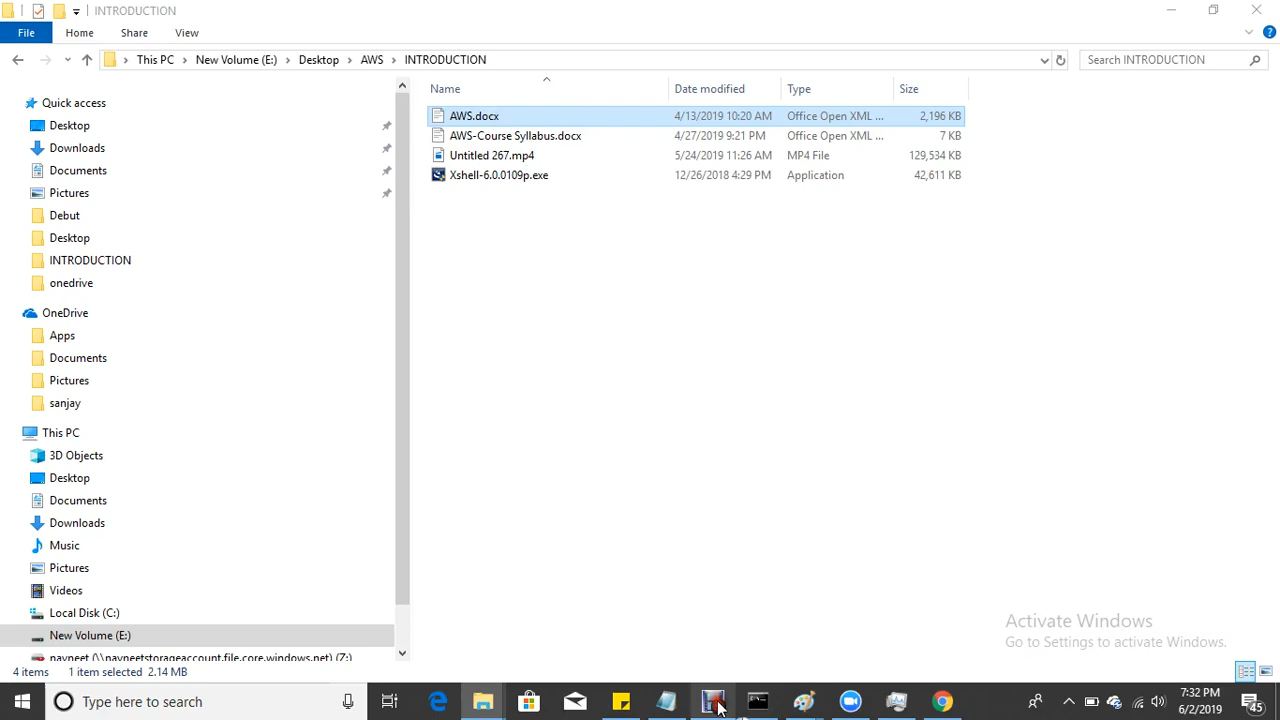 INTRODUCTION
File Home Share View
This PC New Volume (E:) Desktop AWS INTRODUCTION
Search INTRODUCTION
Name Date modified Type Size
AWS.docx 4/13/2019 10:20 AM Office Open XML ... 2,196 KB
AWS-Course Syllabus.docx 4/27/2019 9:21 PM Office Open XML ... 7 KB
Untitled 267.mp4 5/24/2019 11:26 AM MP4 File 129,534 KB
Xshell-6.0.0109p.exe 12/26/2018 4:29 PM Application 42,611 KB
Quick access
Desktop
Downloads
Documents
Pictures
Debut
Desktop
INTRODUCTION
onedrive
OneDrive
Apps
Documents
Pictures
sanjay
This PC
3D Objects
Desktop
Documents
Downloads
Music
Pictures
Videos
Local Disk (C:)
New Volume (E:)
navneet (\\navneetstorageaccount.file.core.windows.net) (Z:)
Activate Windows
Go to Settings to activate Windows.
4 items 1 item selected 2.14 MB
Type here to search
7:32 PM
6/2/2019
45